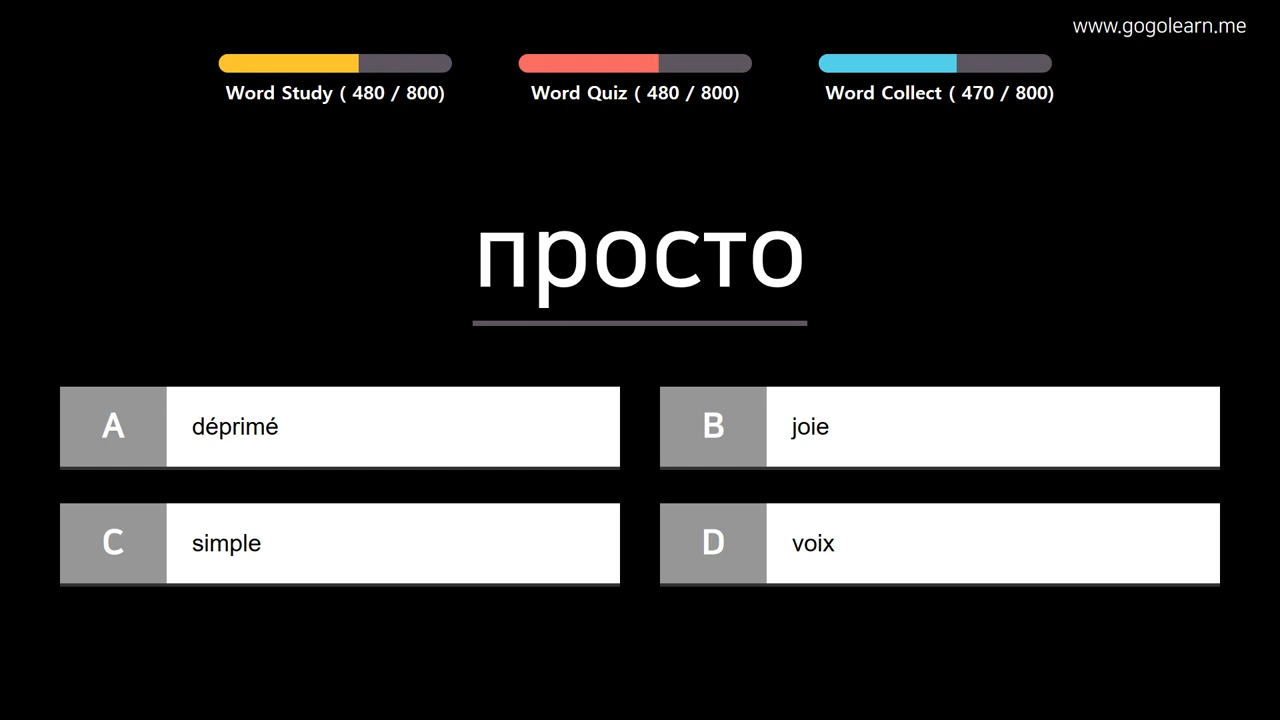 www.gogolearn.me
Word Study ( 480 / 800)
Word Quiz ( 480 / 800)
Word Collect ( 470 / 800)
просто
A déprimé
B joie
C simple
D voix